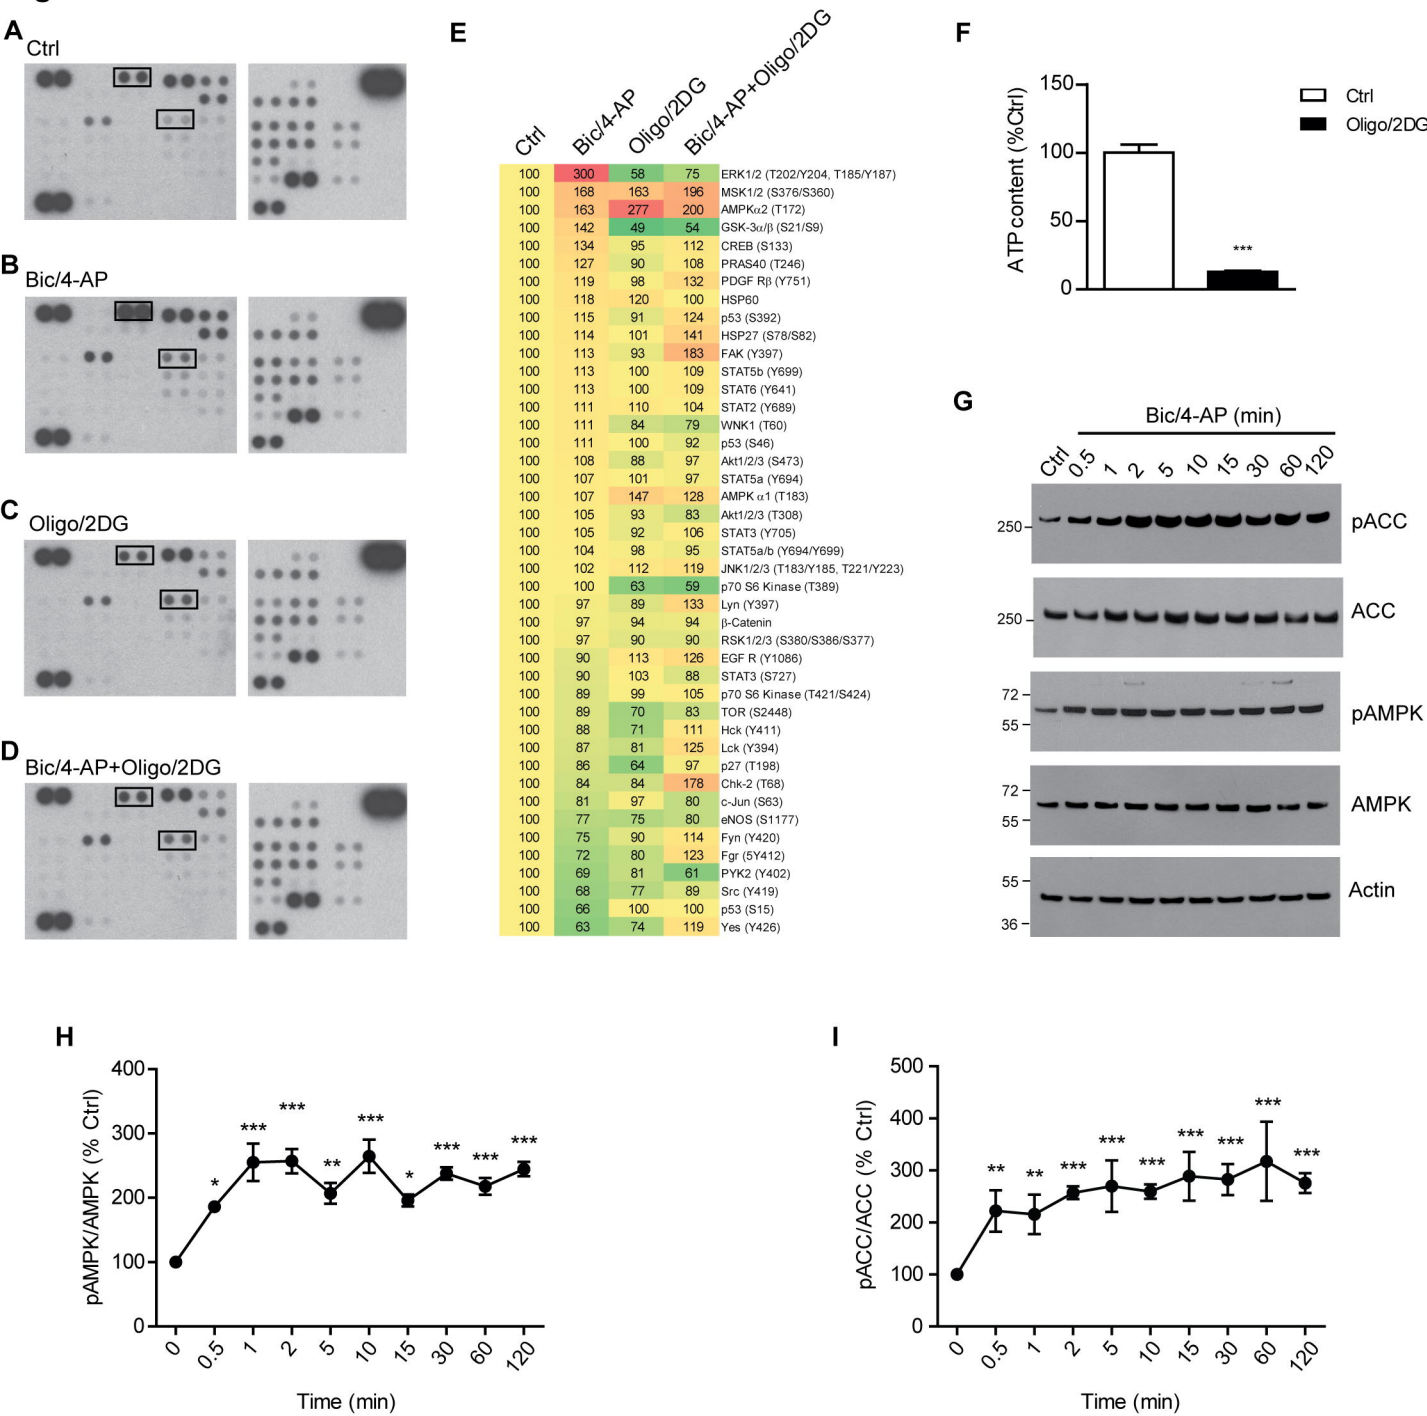 A
Ctrl
B
Bic/4-AP
C
Oligo/2DG
D
Bic/4-AP+Oligo/2DG
E
Ctrl Bic/4-AP Oligo/2DG Bic/4-AP+Oligo/2DG
100 300 58 75 ERK1/2 (T202/Y204, T185/Y187)
100 168 163 196 MSK1/2 (S376/S360)
100 163 277 200 AMPKα2 (T172)
100 142 49 54 GSK-3α/β (S21/S9)
100 134 95 112 CREB (S133)
100 127 90 108 PRAS40 (T246)
100 119 98 132 PDGF Rβ (Y751)
100 118 120 100 HSP60
100 115 91 124 p53 (S392)
100 114 101 141 HSP27 (S78/S82)
100 113 93 183 FAK (Y397)
100 113 100 109 STAT5b (Y699)
100 113 100 109 STAT6 (Y641)
100 111 110 104 STAT2 (Y689)
100 111 84 79 WNK1 (T60)
100 111 100 92 p53 (S46)
100 108 88 97 Akt1/2/3 (S473)
100 107 101 97 STAT5a (Y694)
100 107 147 128 AMPK α1 (T183)
100 105 93 83 Akt1/2/3 (T308)
100 105 92 106 STAT3 (Y705)
100 104 98 95 STAT5a/b (Y694/Y699)
100 102 112 119 JNK1/2/3 (T183/Y185, T221/Y223)
100 100 63 59 p70 S6 Kinase (T389)
100 97 89 133 Lyn (Y397)
100 97 94 94 β-Catenin
100 97 90 90 RSK1/2/3 (S380/S386/S377)
100 90 113 126 EGF R (Y1086)
100 90 103 88 STAT3 (S727)
100 89 99 105 p70 S6 Kinase (T421/S424)
100 89 70 83 TOR (S2448)
100 88 71 111 Hck (Y411)
100 87 81 125 Lck (Y394)
100 86 64 97 p27 (T198)
100 84 84 178 Chk-2 (T68)
100 81 97 80 c-Jun (S63)
100 77 75 80 eNOS (S1177)
100 75 90 114 Fyn (Y420)
100 72 80 123 Fgr (5Y412)
100 69 81 61 PYK2 (Y402)
100 68 77 89 Src (Y419)
100 66 100 100 p53 (S15)
100 63 74 119 Yes (Y426)
F
ATP content (%Ctrl)
150
100
50
0
***
Ctrl
Oligo/2DG
G
Bic/4-AP (min)
Ctrl 0.5 1 2 5 10 15 30 60 120
250 pACC
250 ACC
72
55
pAMPK
72
55
AMPK
55
36
Actin
H
pAMPK/AMPK (% Ctrl)
400
300
200
100
0
* *** *** ** *** * *** *** ***
0 0.5 1 2 5 10 15 30 60 120
Time (min)
I
pACC/ACC (% Ctrl)
500
400
300
200
100
0
** ** *** *** *** *** *** *** ***
0 0.5 1 2 5 10 15 30 60 120
Time (min)